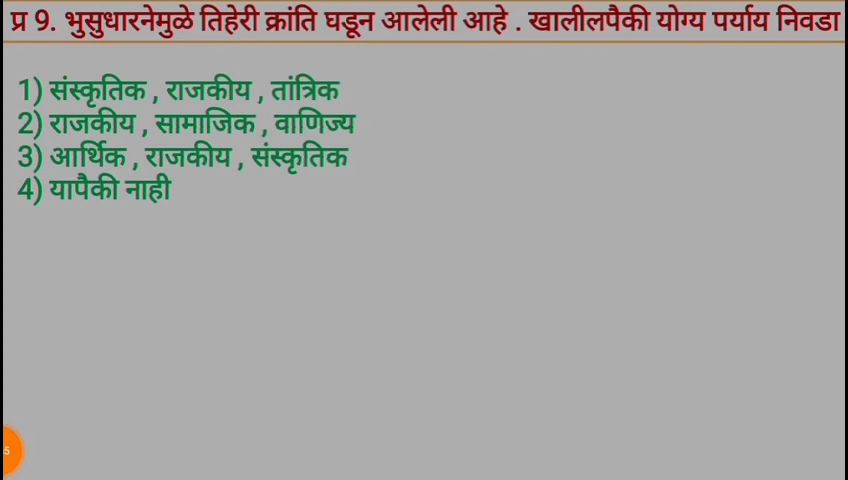 प्र 9. भुसुधारनेमुळे तिहेरी क्रांति घडून आलेली आहे . खालीलपैकी योग्य पर्याय निवडा
1) संस्कृतिक , राजकीय , तांत्रिक
2) राजकीय , सामाजिक , वाणिज्य
3) आर्थिक , राजकीय , संस्कृतिक
4) यापैकी नाही